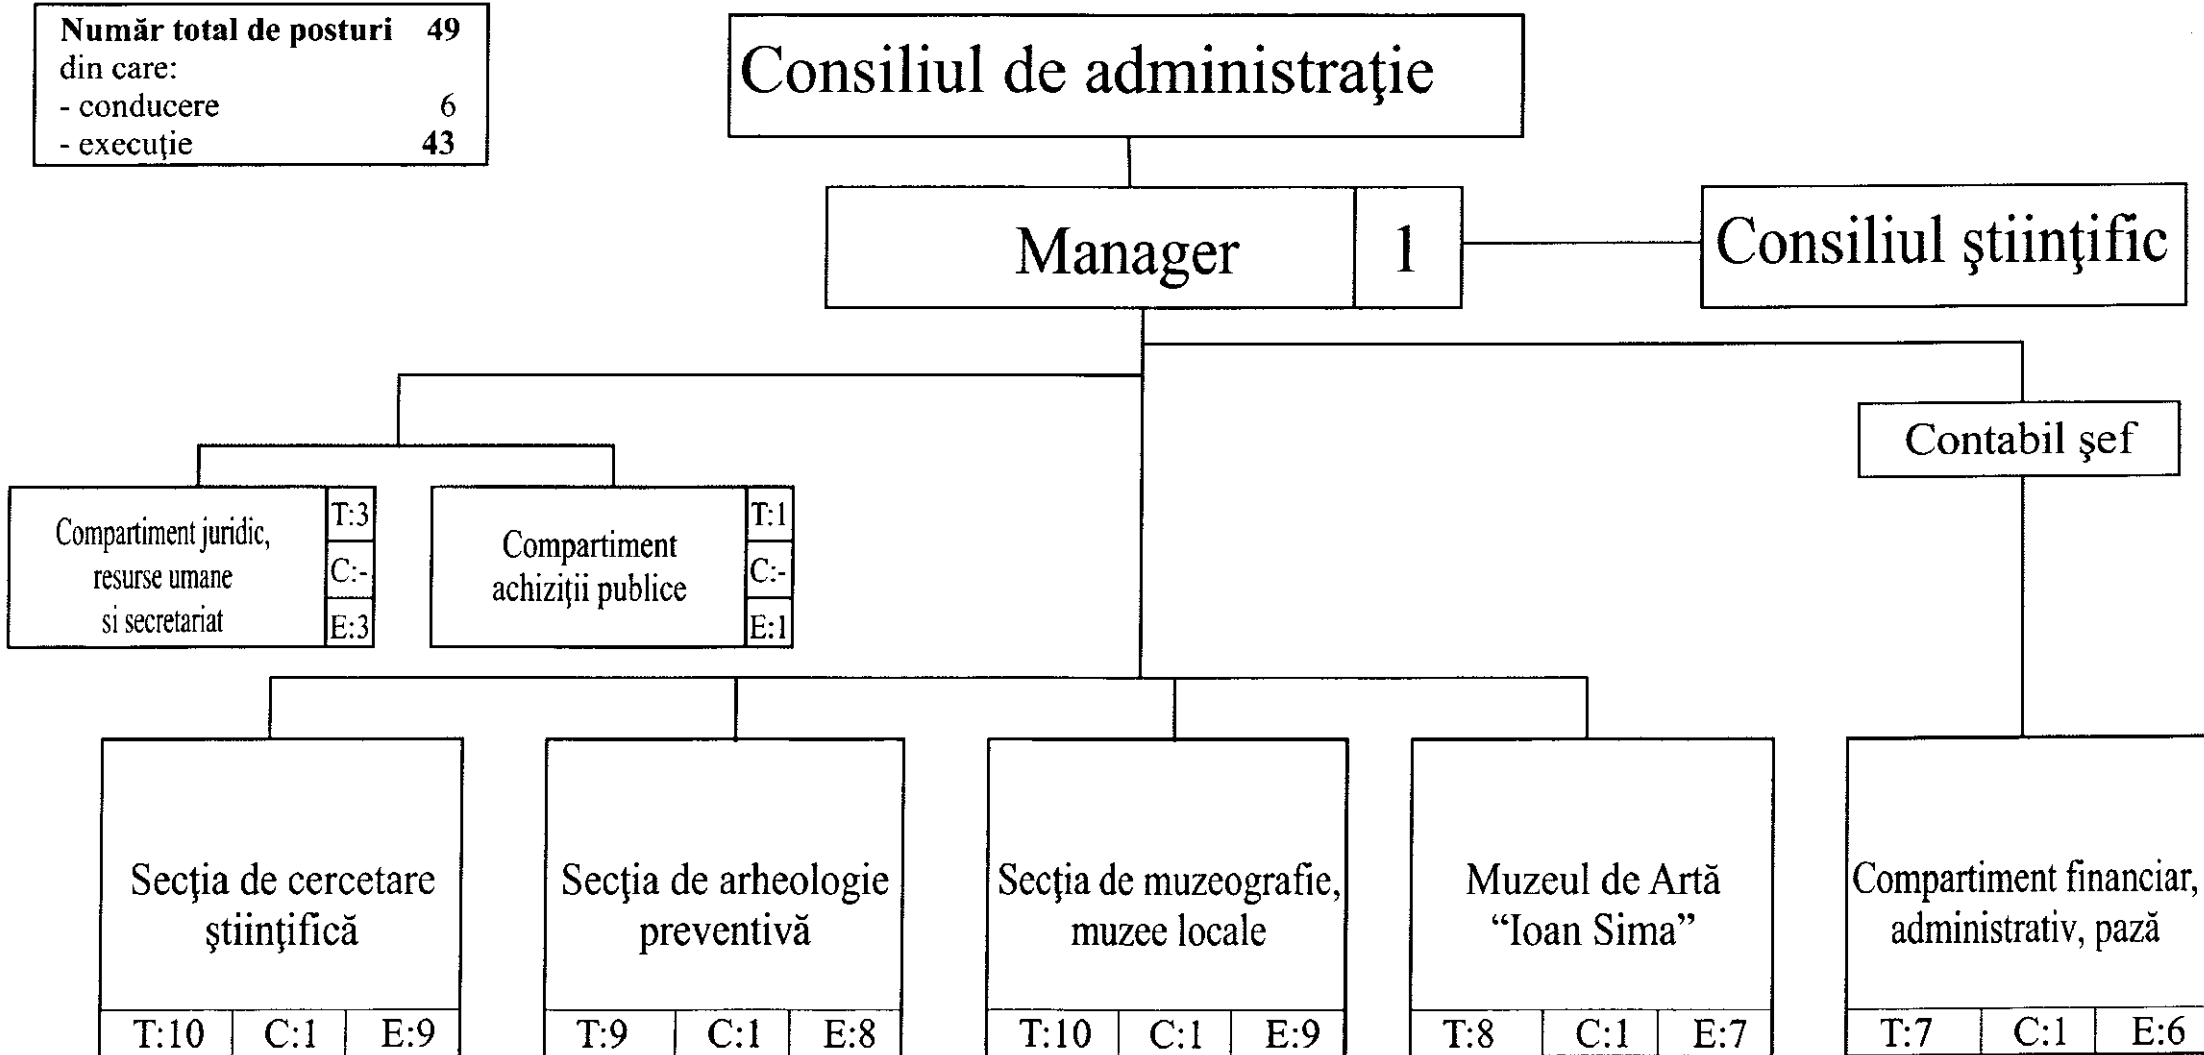 Număr total de posturi 49
din care:
- conducere 6
- execuţie 43
Consiliul de administraţie
Manager 1
Consiliul ştiinţific
Contabil şef
Compartiment juridic,
resurse umane
si secretariat
T:3
C:-
E:3
Compartiment
achiziţii publice
T:1
C:-
E:1
Secţia de cercetare
ştiinţifică
T:10 C:1 E:9
Secţia de arheologie
preventivă
T:9 C:1 E:8
Secţia de muzeografie,
muzee locale
T:10 C:1 E:9
Muzeul de Artă
“Ioan Sima”
T:8 C:1 E:7
Compartiment financiar,
administrativ, pază
T:7 C:1 E:6